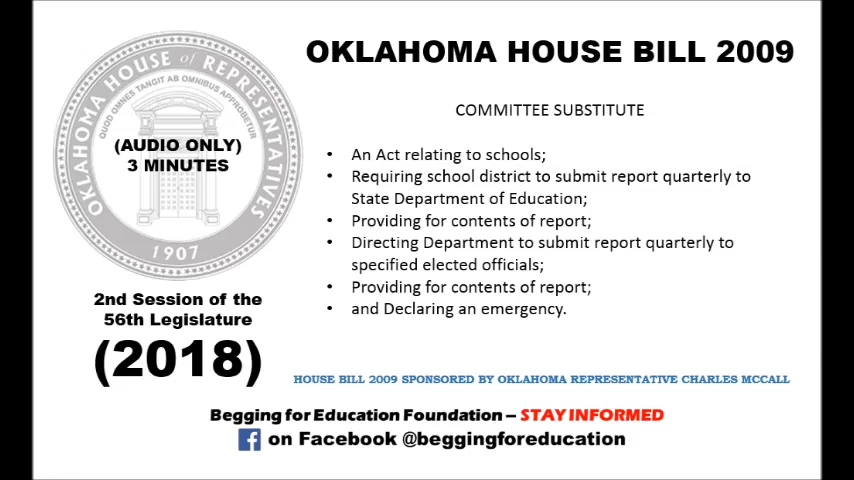 OKLAHOMA HOUSE BILL 2009
COMMITTEE SUBSTITUTE
• An Act relating to schools;
• Requiring school district to submit report quarterly to
State Department of Education;
• Providing for contents of report;
• Directing Department to submit report quarterly to
specified elected officials;
• Providing for contents of report;
• and Declaring an emergency.
OKLAHOMA HOUSE of REPRESENTATIVES
QUOD OMNES TANGIT AB OMNIBUS APPROBETUR
(AUDIO ONLY)
3 MINUTES
1907
2nd Session of the
56th Legislature
(2018)
HOUSE BILL 2009 SPONSORED BY OKLAHOMA REPRESENTATIVE CHARLES MCCALL
Begging for Education Foundation – STAY INFORMED
f on Facebook @beggingforeducation